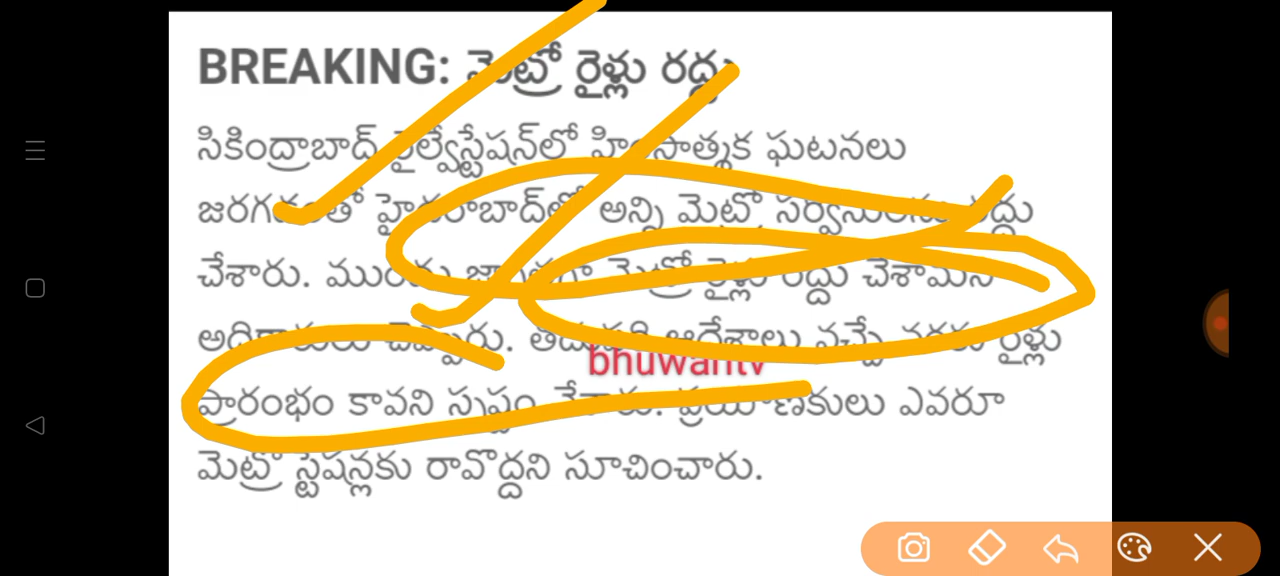 BREAKING: మెట్రో రైళ్లు రద్దు
సికింద్రాబాద్ రైల్వేస్టేషన్‌లో హింసాత్మక ఘటనలు
జరగడంతో హైదరాబాద్‌లో అన్ని మెట్రో సర్వీసులను రద్దు
చేశారు. ముందు జాగ్రత్తగా మెట్రో రైళ్లు రద్దు చేశామని
అధికారులు చెప్పారు. తదుపరి ఆదేశాలు వచ్చే వరకు రైళ్లు
bhuwantv
ప్రారంభం కావని స్పష్టం చేశారు. ప్రయాణికులు ఎవరూ
మెట్రో స్టేషన్లకు రావొద్దని సూచించారు.